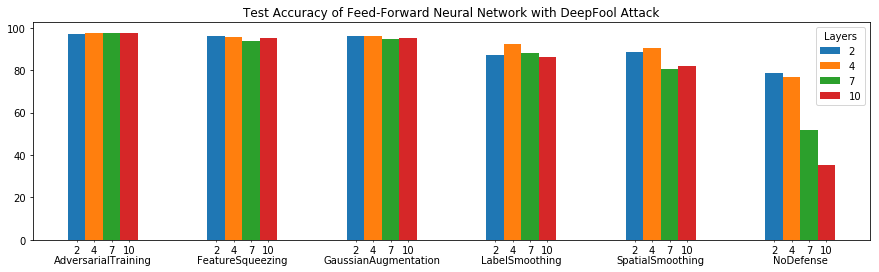 Test Accuracy of Feed-Forward Neural Network with DeepFool Attack
100
80
60
40
20
0
Layers
2
4
7
10
2 4 7 10 2 4 7 10 2 4 7 10 2 4 7 10 2 4 7 10 2 4 7 10
AdversarialTraining FeatureSqueezing GaussianAugmentation LabelSmoothing SpatialSmoothing NoDefense